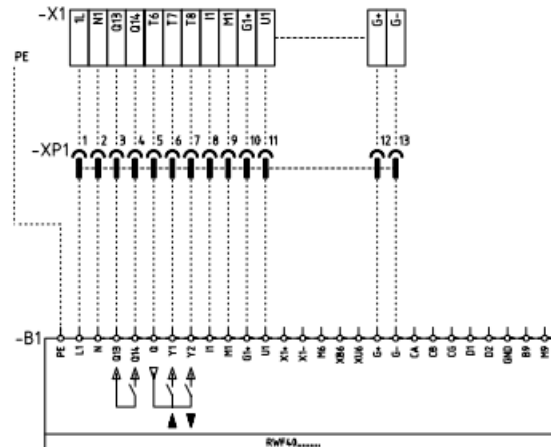 -X1
1L N1 Q13 Q14 T6 T7 T8 I1 M1 G1+ U1 G+ G-
PE
-XP1
1 2 3 4 5 6 7 8 9 10 11 12 13
-B1
PE L1 N Q13 Q14 Q Y1 Y2 I1 M1 G1+ U1 X1+ X1- M6 XB6 XU6 G+ G- CA CB CG D1 D2 GND B9 M9
RWF40......